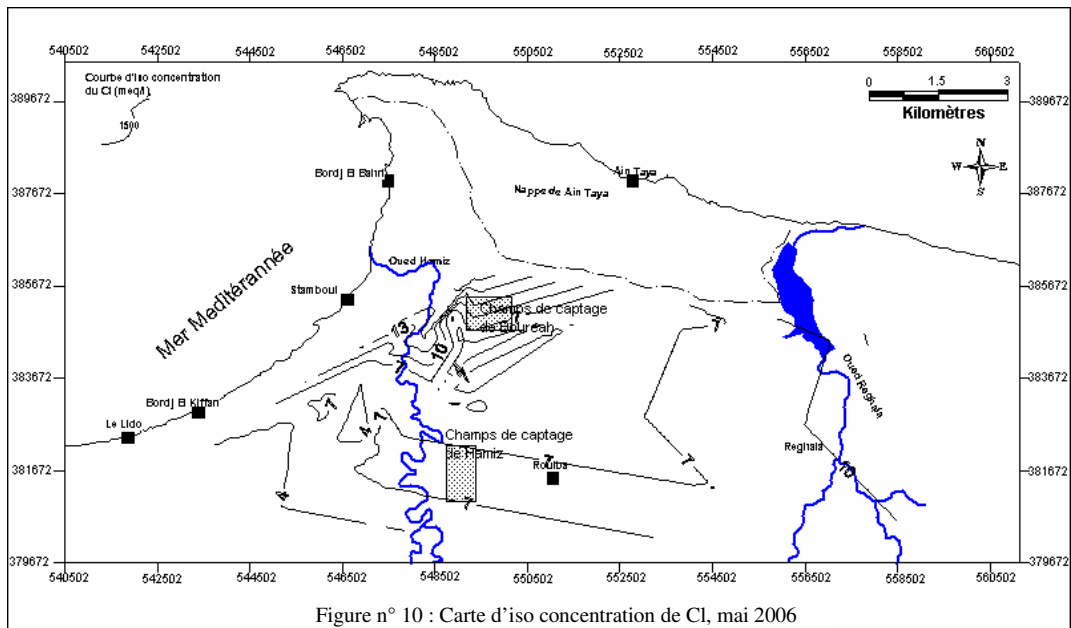 540502 542502 544502 546502 548502 550502 552502 554502 556502 558502 560502
Courbe d'iso concentration
du Cl (meq/l)
1500
0 1.5 3
Kilomètres
N
W E
S
389672 389672
Bordj El Bahri
Ain Taya
Nappe de Ain Taya
387672 387672
Oued Hamiz
Mer Meditérannée
385672 385672
Stamboul
Champs de captage
de Boureah
13
10
7
7
383672 383672
Oued Reghaia
Bordj El Kiffan
Le Lido
7
4
7
Champs de captage
de Hamiz
Reghaia
381672 381672
Rouiba
7
7
10
4
7
379672 379672
540502 542502 544502 546502 548502 550502 552502 554502 556502 558502 560502
Figure n° 10 : Carte d'iso concentration de Cl, mai 2006